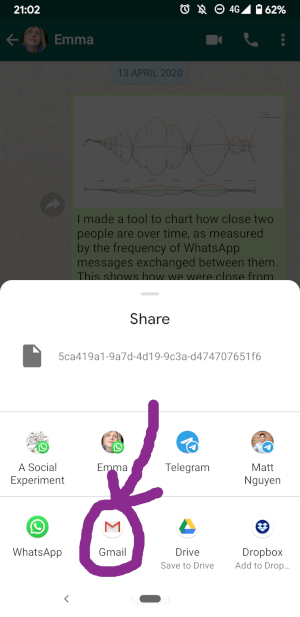 21:02
4G
62%
Emma
13 APRIL 2020
I made a tool to chart how close two
people are over time, as measured
by the frequency of WhatsApp
messages exchanged between them.
This shows how we were close from
Share
5ca419a1-9a7d-4d19-9c3a-d474707651f6
A Social
Experiment
Emma
Telegram
Matt
Nguyen
WhatsApp
Gmail
Drive
Save to Drive
Dropbox
Add to Drop...